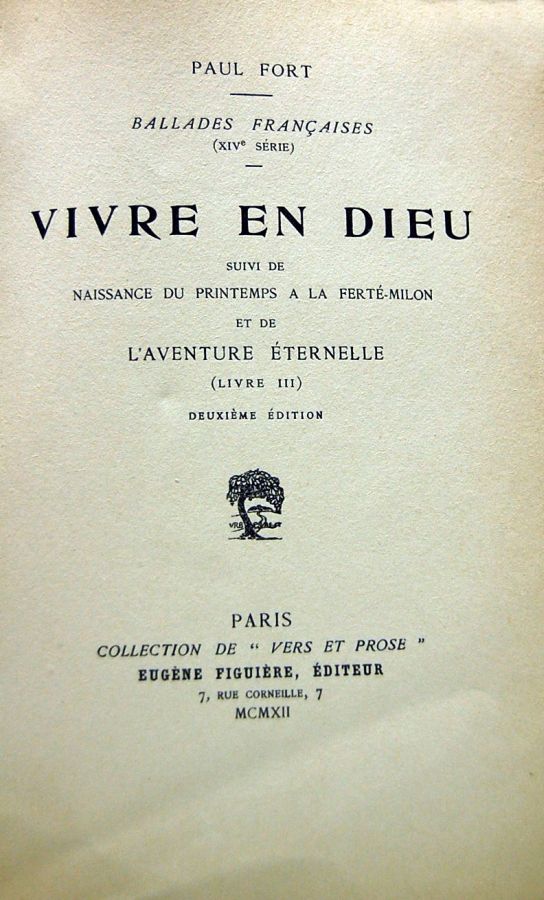 PAUL FORT
BALLADES FRANÇAISES
(XIVe SÉRIE)
VIVRE EN DIEU
SUIVI DE
NAISSANCE DU PRINTEMPS A LA FERTÉ-MILON
ET DE
L'AVENTURE ÉTERNELLE
(LIVRE III)
DEUXIÈME ÉDITION
PARIS
COLLECTION DE “ VERS ET PROSE ”
EUGÈNE FIGUIÈRE, ÉDITEUR
7, RUE CORNEILLE, 7
MCMXII